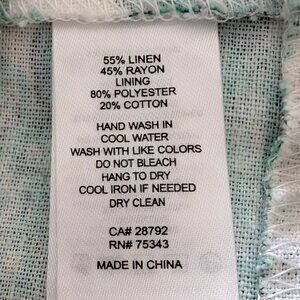 55% LINEN
45% RAYON
LINING
80% POLYESTER
20% COTTON
HAND WASH IN
COOL WATER
WASH WITH LIKE COLORS
DO NOT BLEACH
HANG TO DRY
COOL IRON IF NEEDED
DRY CLEAN
CA# 28792
RN# 75343
MADE IN CHINA